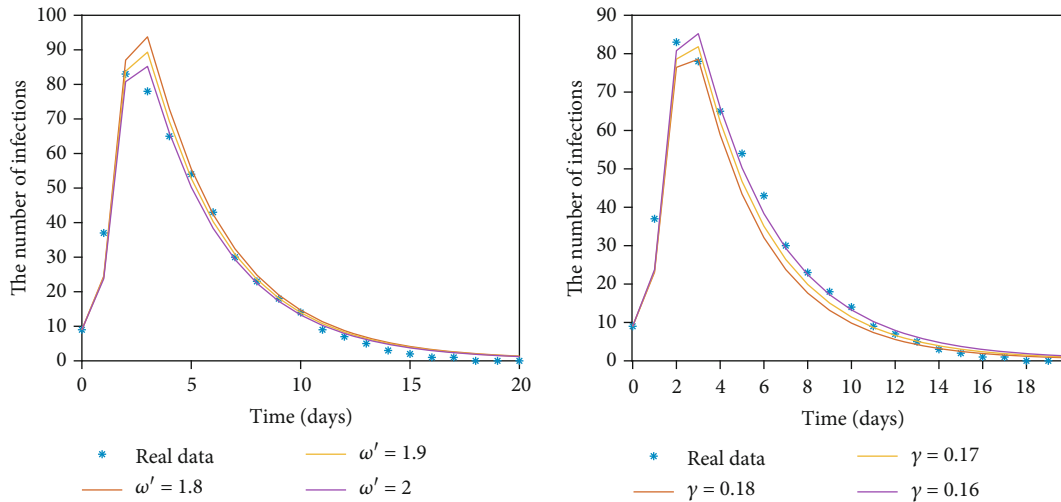 The number of infections
100
90
80
70
60
50
40
30
20
10
0
0 5 10 15 20
Time (days)
Real data
ω′ = 1.8
ω′ = 1.9
ω′ = 2
The number of infections
90
80
70
60
50
40
30
20
10
0
0 2 4 6 8 10 12 14 16 18
Time (days)
Real data
γ = 0.18
γ = 0.17
γ = 0.16